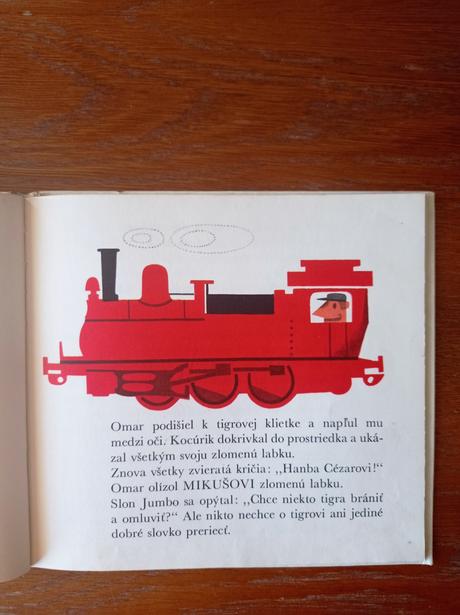 Omar podišiel k tigrovej klietke a napľul mu
medzi oči. Kocúrik dokrivkal do prostriedka a uká-
zal všetkým svoju zlomenú labku.
Znova všetky zvieratá kričia: ,,Hanba Cézarovi!“
Omar olízol MIKUŠOVI zlomenú labku.
Slon Jumbo sa opýtal: ,,Chce niekto tigra brániť
a omluviť?“ Ale nikto nechce o tigrovi ani jediné
dobré slovko preriecť.